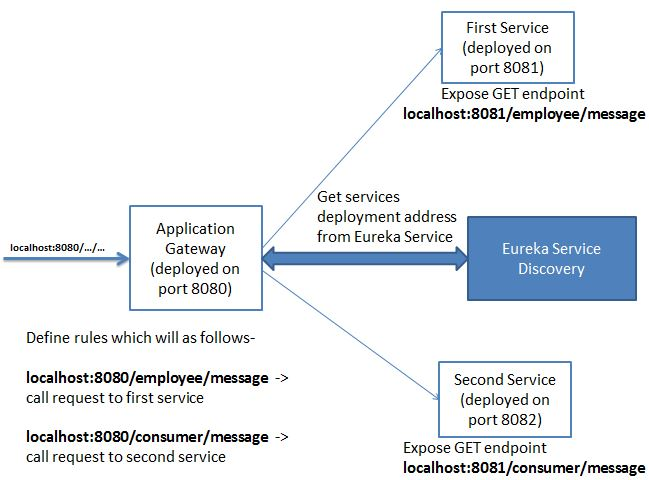 First Service
(deployed on
port 8081)
Expose GET endpoint
localhost:8081/employee/message
Get services
deployment address
from Eureka Service
localhost:8080/.../...
Application
Gateway
(deployed on
port 8080)
Eureka Service
Discovery
Define rules which will as follows-
localhost:8080/employee/message ->
call request to first service
localhost:8080/consumer/message ->
call request to second service
Second Service
(deployed on
port 8082)
Expose GET endpoint
localhost:8081/consumer/message